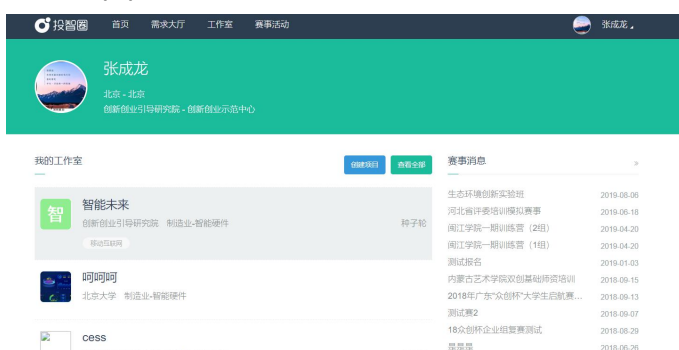 投智圈 首页 需求大厅 工作室 赛事活动 张成龙
张成龙
北京 - 北京
创新创业引导研究院 - 创新创业示范中心
我的工作室 创建项目 查看全部
智 智能未来
创新创业引导研究院 制造业-智能硬件 种子轮
移动互联网
呵呵呵
北京大学 制造业-智能硬件
cess
赛事消息 »
生态环境创新实验班 2019-08-06
河北省评委培训模拟赛事 2019-06-18
闽江学院一期训练营 (2组) 2019-04-20
闽江学院一期训练营 (1组) 2019-04-20
测试报名 2019-01-03
内蒙古艺术学院双创基础师资培训 2018-09-15
2018年广东“众创杯”大学生启航赛... 2018-09-13
测试赛2 2018-09-07
18众创杯企业组复赛测试 2018-08-29
2018-06-26